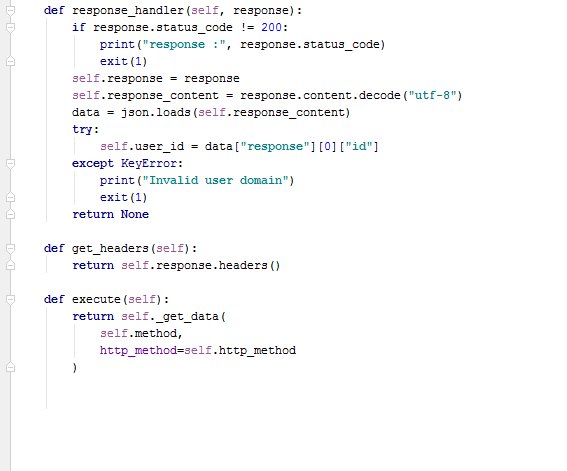 def response_handler(self, response):
    if response.status_code != 200:
        print("response :", response.status_code)
        exit(1)
    self.response = response
    self.response_content = response.content.decode("utf-8")
    data = json.loads(self.response_content)
    try:
        self.user_id = data["response"][0]["id"]
    except KeyError:
        print("Invalid user domain")
        exit(1)
    return None

def get_headers(self):
    return self.response.headers()

def execute(self):
    return self._get_data(
        self.method,
        http_method=self.http_method
    )